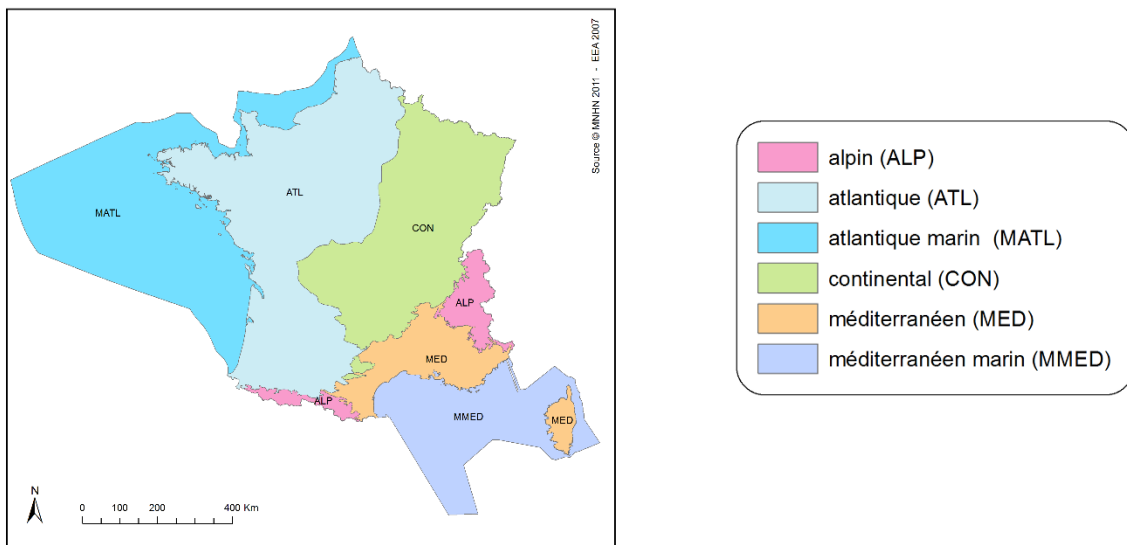 Source © MNHN 2011 - EEA 2007
MATL
ATL
CON
ALP
MED
ALP
MMED
MED
N
0 100 200 400 Km
alpin (ALP)
atlantique (ATL)
atlantique marin (MATL)
continental (CON)
méditerranéen (MED)
méditerranéen marin (MMED)